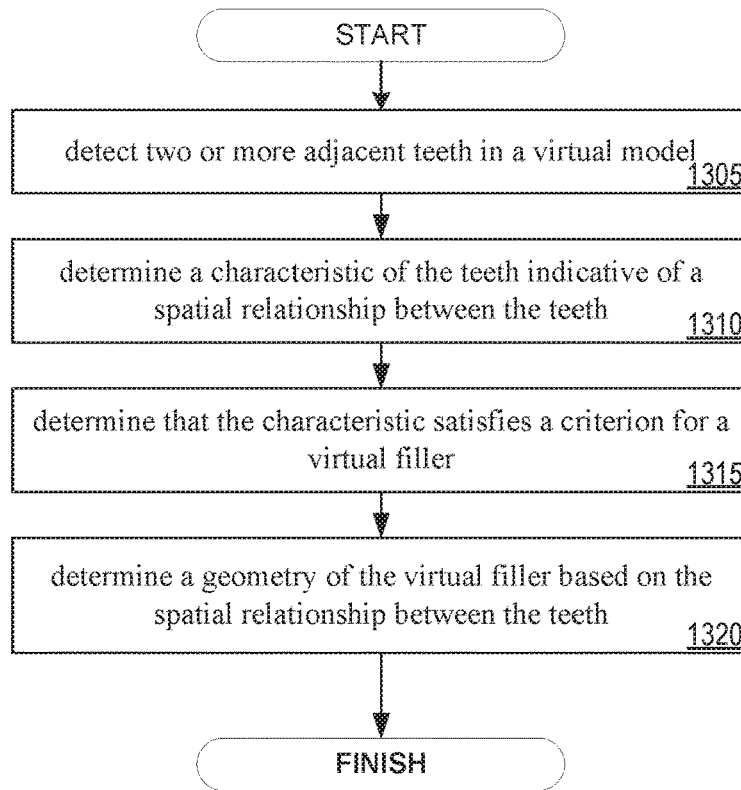 START
detect two or more adjacent teeth in a virtual model
1305
determine a characteristic of the teeth indicative of a
spatial relationship between the teeth
1310
determine that the characteristic satisfies a criterion for a
virtual filler
1315
determine a geometry of the virtual filler based on the
spatial relationship between the teeth
1320
FINISH